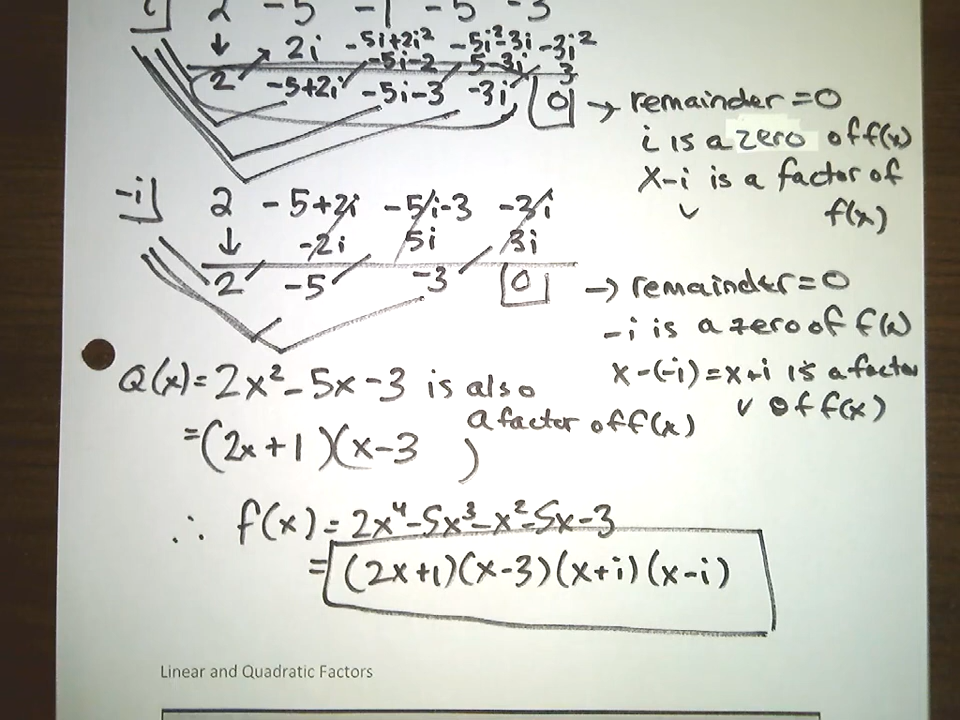 i] 2 -5 -1 -5 -3
↓ 2i -5i+2i² -5i²-3i -3i²
-5i-2 5-3i 3
2 -5+2i -5i-3 -3i 0 → remainder=0
i is a zero of f(x)
x-i is a factor of
f(x)
-i] 2 -5+2i -5i-3 -3i
↓ -2i 5i 3i
2 -5 -3 0 → remainder=0
-i is a zero of f(x)
x-(-i)=x+i is a factor
of f(x)
Q(x)=2x²-5x-3 is also
a factor of f(x)
=(2x+1)(x-3)
∴ f(x)=2x⁴-5x³-x²-5x-3
=(2x+1)(x-3)(x+i)(x-i)
Linear and Quadratic Factors